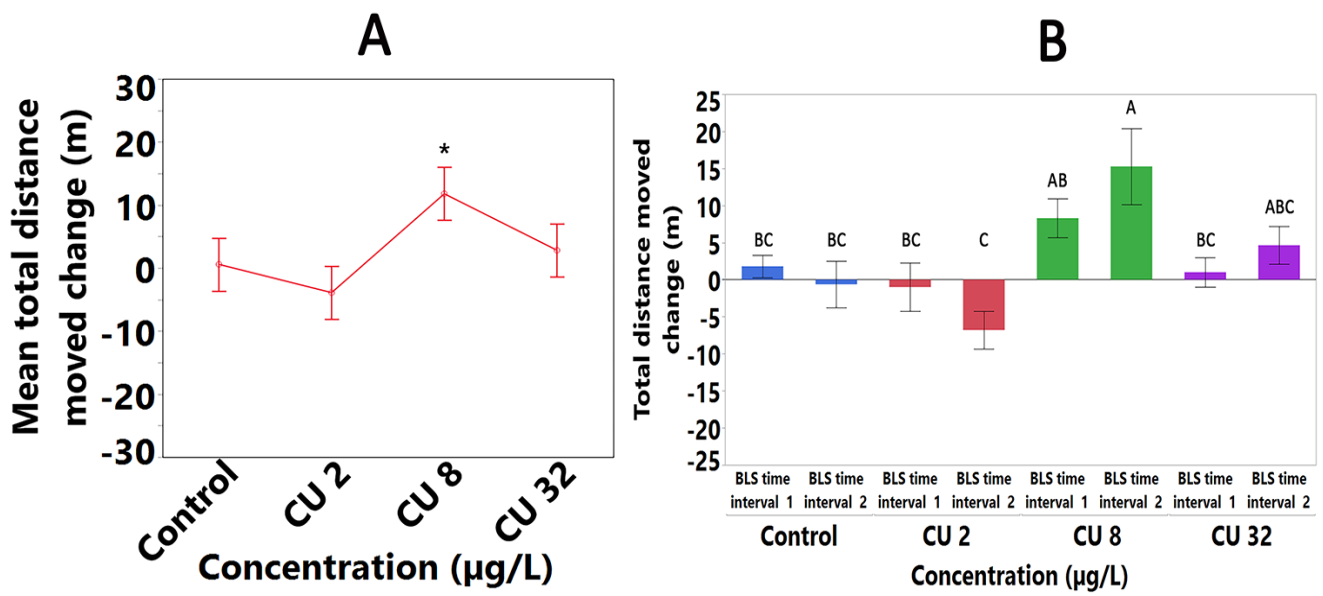 A
Mean total distance
moved change (m)
30
20
10
0
-10
-20
-30
*
Control
CU 2
CU 8
CU 32
Concentration (µg/L)
B
Total distance moved
change (m)
25
20
15
10
5
0
-5
-10
-15
-20
-25
BC
BC
BC
C
AB
A
BC
ABC
BLS time
interval 1
BLS time
interval 2
BLS time
interval 1
BLS time
interval 2
BLS time
interval 1
BLS time
interval 2
BLS time
interval 1
BLS time
interval 2
Control
CU 2
CU 8
CU 32
Concentration (µg/L)